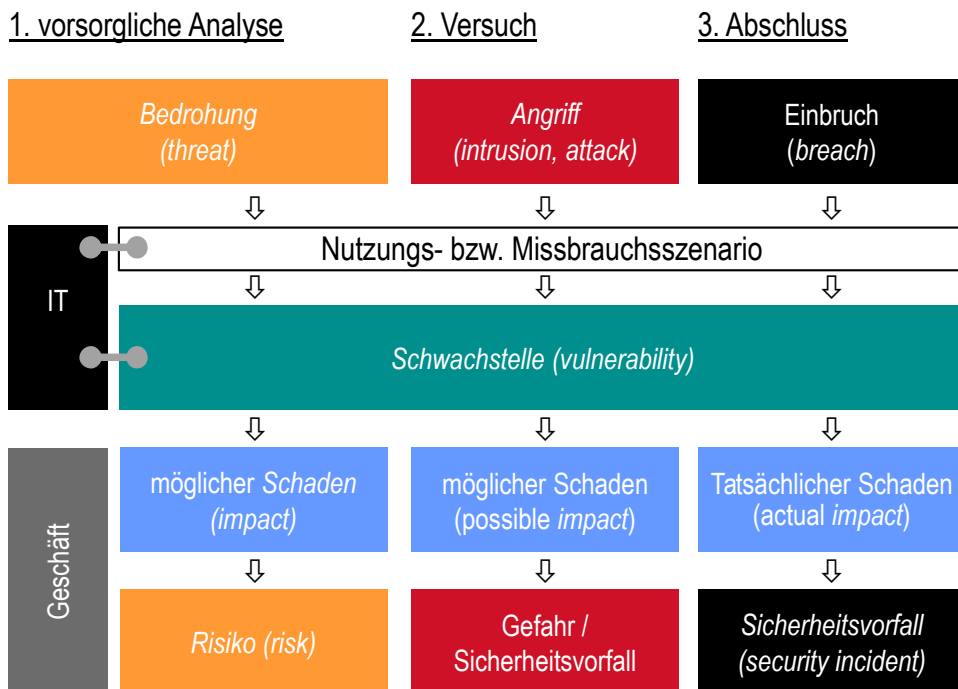 1. vorsorgliche Analyse
2. Versuch
3. Abschluss
Bedrohung
(threat)
Angriff
(intrusion, attack)
Einbruch
(breach)
IT
Nutzungs- bzw. Missbrauchsszenario
Schwachstelle (vulnerability)
Geschäft
möglicher Schaden
(impact)
möglicher Schaden
(possible impact)
Tatsächlicher Schaden
(actual impact)
Risiko (risk)
Gefahr /
Sicherheitsvorfall
Sicherheitsvorfall
(security incident)